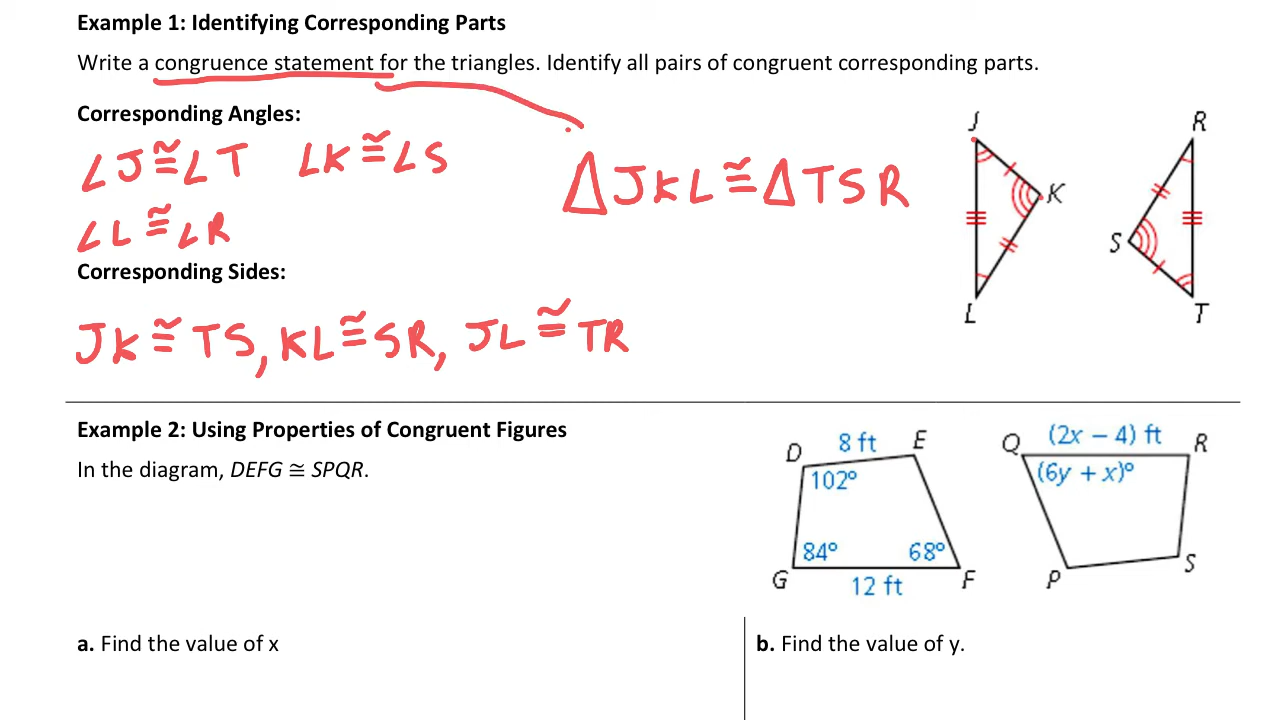 Example 1: Identifying Corresponding Parts
Write a congruence statement for the triangles. Identify all pairs of congruent corresponding parts.
Corresponding Angles:
∠J ≅ ∠T ∠K ≅ ∠S
∠L ≅ ∠R
ΔJKL ≅ ΔTSR
J
K
L
R
S
T
Corresponding Sides:
JK ≅ TS, KL ≅ SR, JL ≅ TR
Example 2: Using Properties of Congruent Figures
In the diagram, DEFG ≅ SPQR.
D 8 ft E
102°
84° 68°
G 12 ft F
Q (2x − 4) ft R
(6y + x)°
P S
a. Find the value of x
b. Find the value of y.